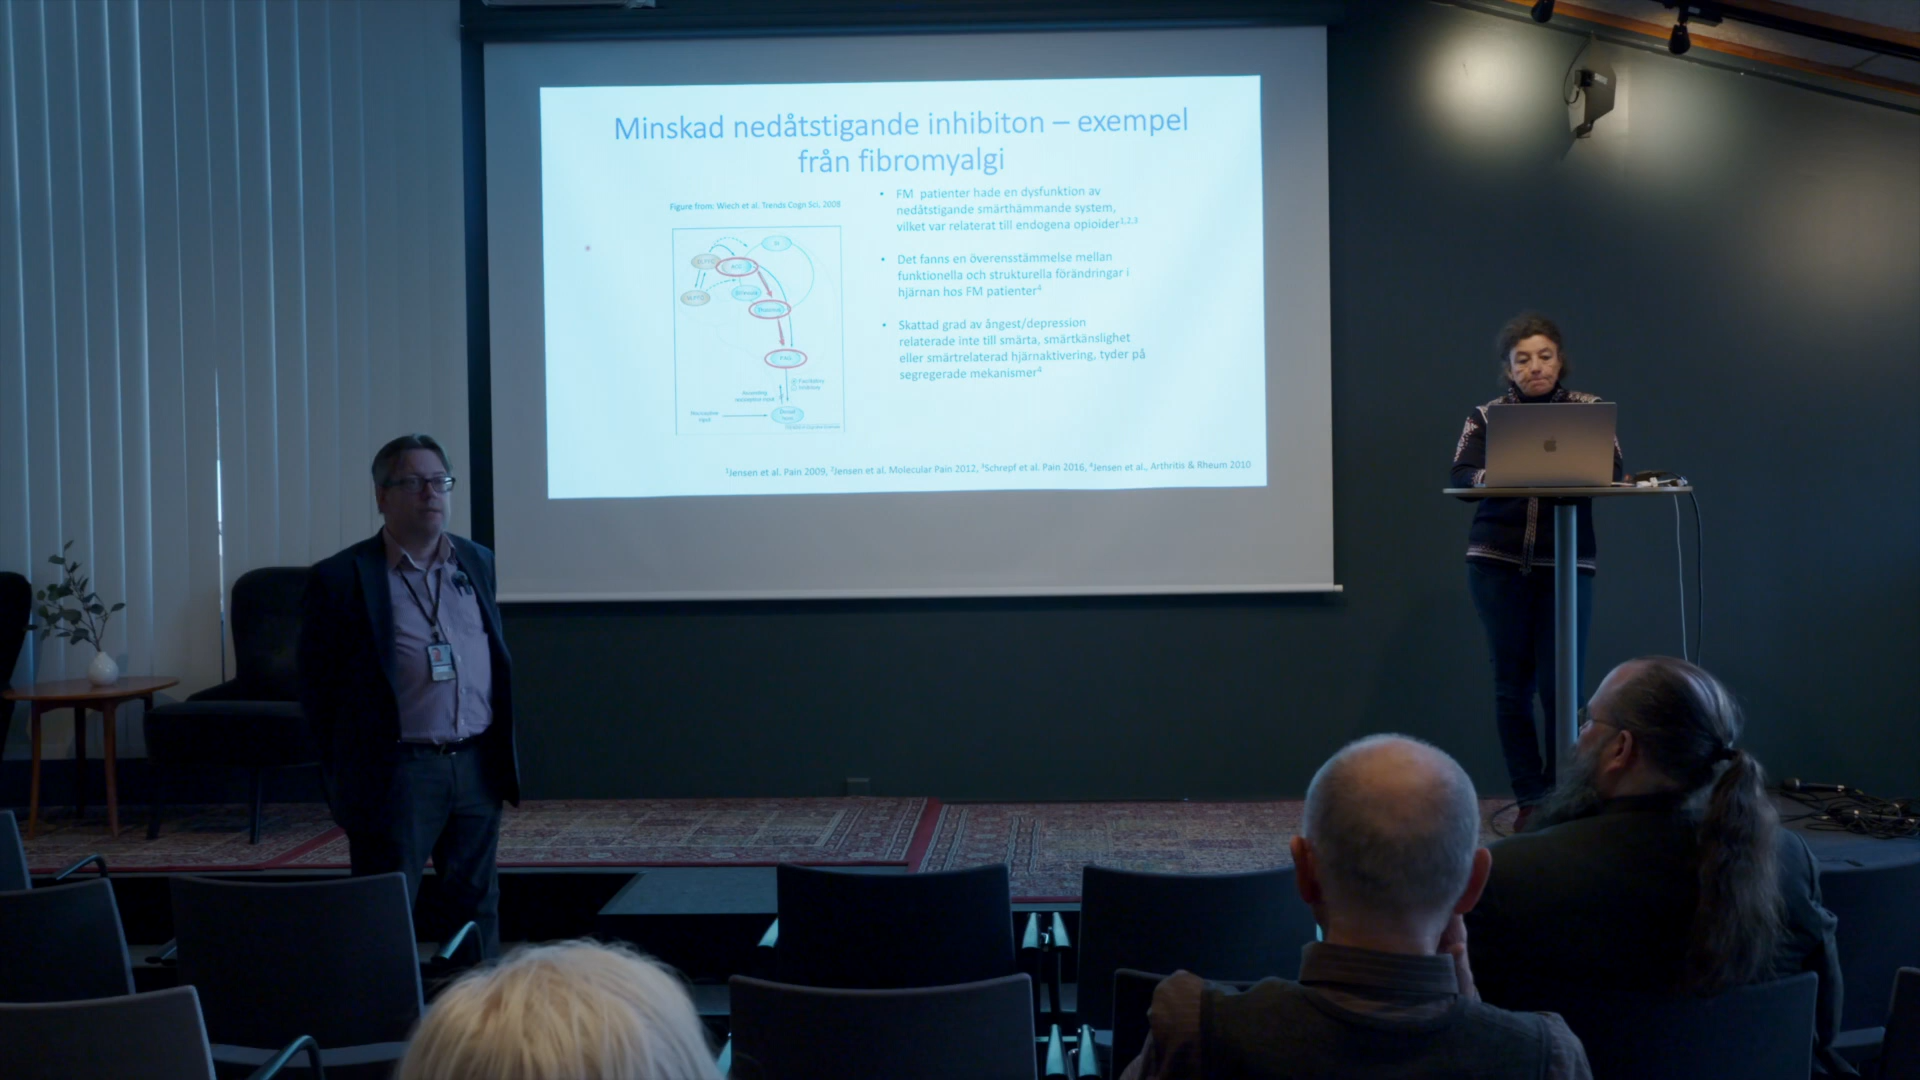 Minskad nedåtstigande inhibiton – exempel
från fibromyalgi
Figure from: Wiech et al. Trends Cogn Sci. 2008
• FM patienter hade en dysfunktion av
nedåtstigande smärthämmande system,
vilket var relaterat till endogena opioider¹,²,³
• Det fanns en överensstämmelse mellan
funktionella och strukturella förändringar i
hjärnan hos FM patienter⁴
• Skattad grad av ångest/depression
relaterade inte till smärta, smärtkänslighet
eller smärtrelaterad hjärnaktivering, tyder på
segregerade mekanismer⁴
¹Jensen et al. Pain 2009, ²Jensen et al. Molecular Pain 2012, ³Schrepf et al. Pain 2016, ⁴Jensen et al., Arthritis & Rheum 2010